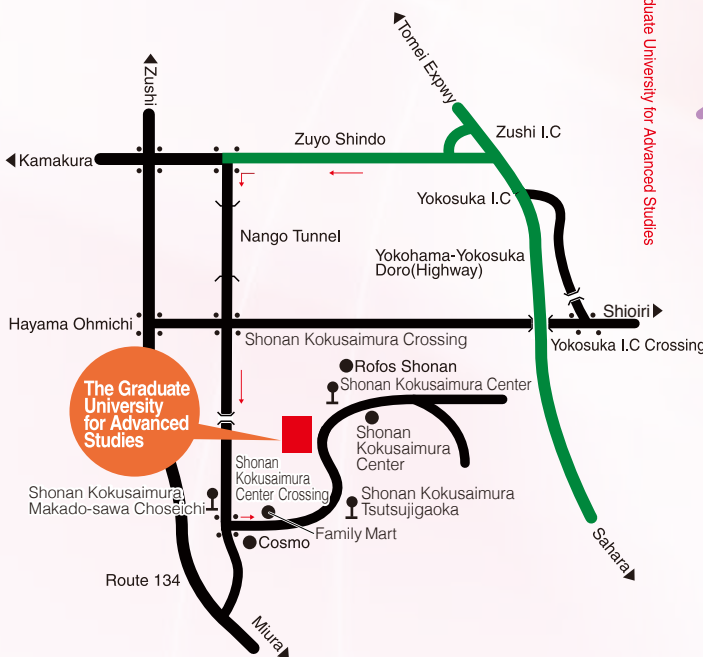 Tomei Expwy
Zushi
duate University for Advanced Studies
Zushi I.C
Zuyo Shindo
Kamakura
Yokosuka I.C
Nango Tunnel
Yokohama-Yokosuka
Doro(Highway)
Shioiri
Hayama Ohmichi
Shonan Kokusaimura Crossing
Yokosuka I.C Crossing
Rofos Shonan
Shonan Kokusaimura Center
The Graduate
University
for Advanced
Studies
Shonan
Kokusaimura
Center
Shonan
Kokusaimura
Center Crossing
Shonan Kokusaimura
Makado-sawa Choseichi
Shonan Kokusaimura
Tsutsujigaoka
Family Mart
Cosmo
Sahara
Route 134
Miura